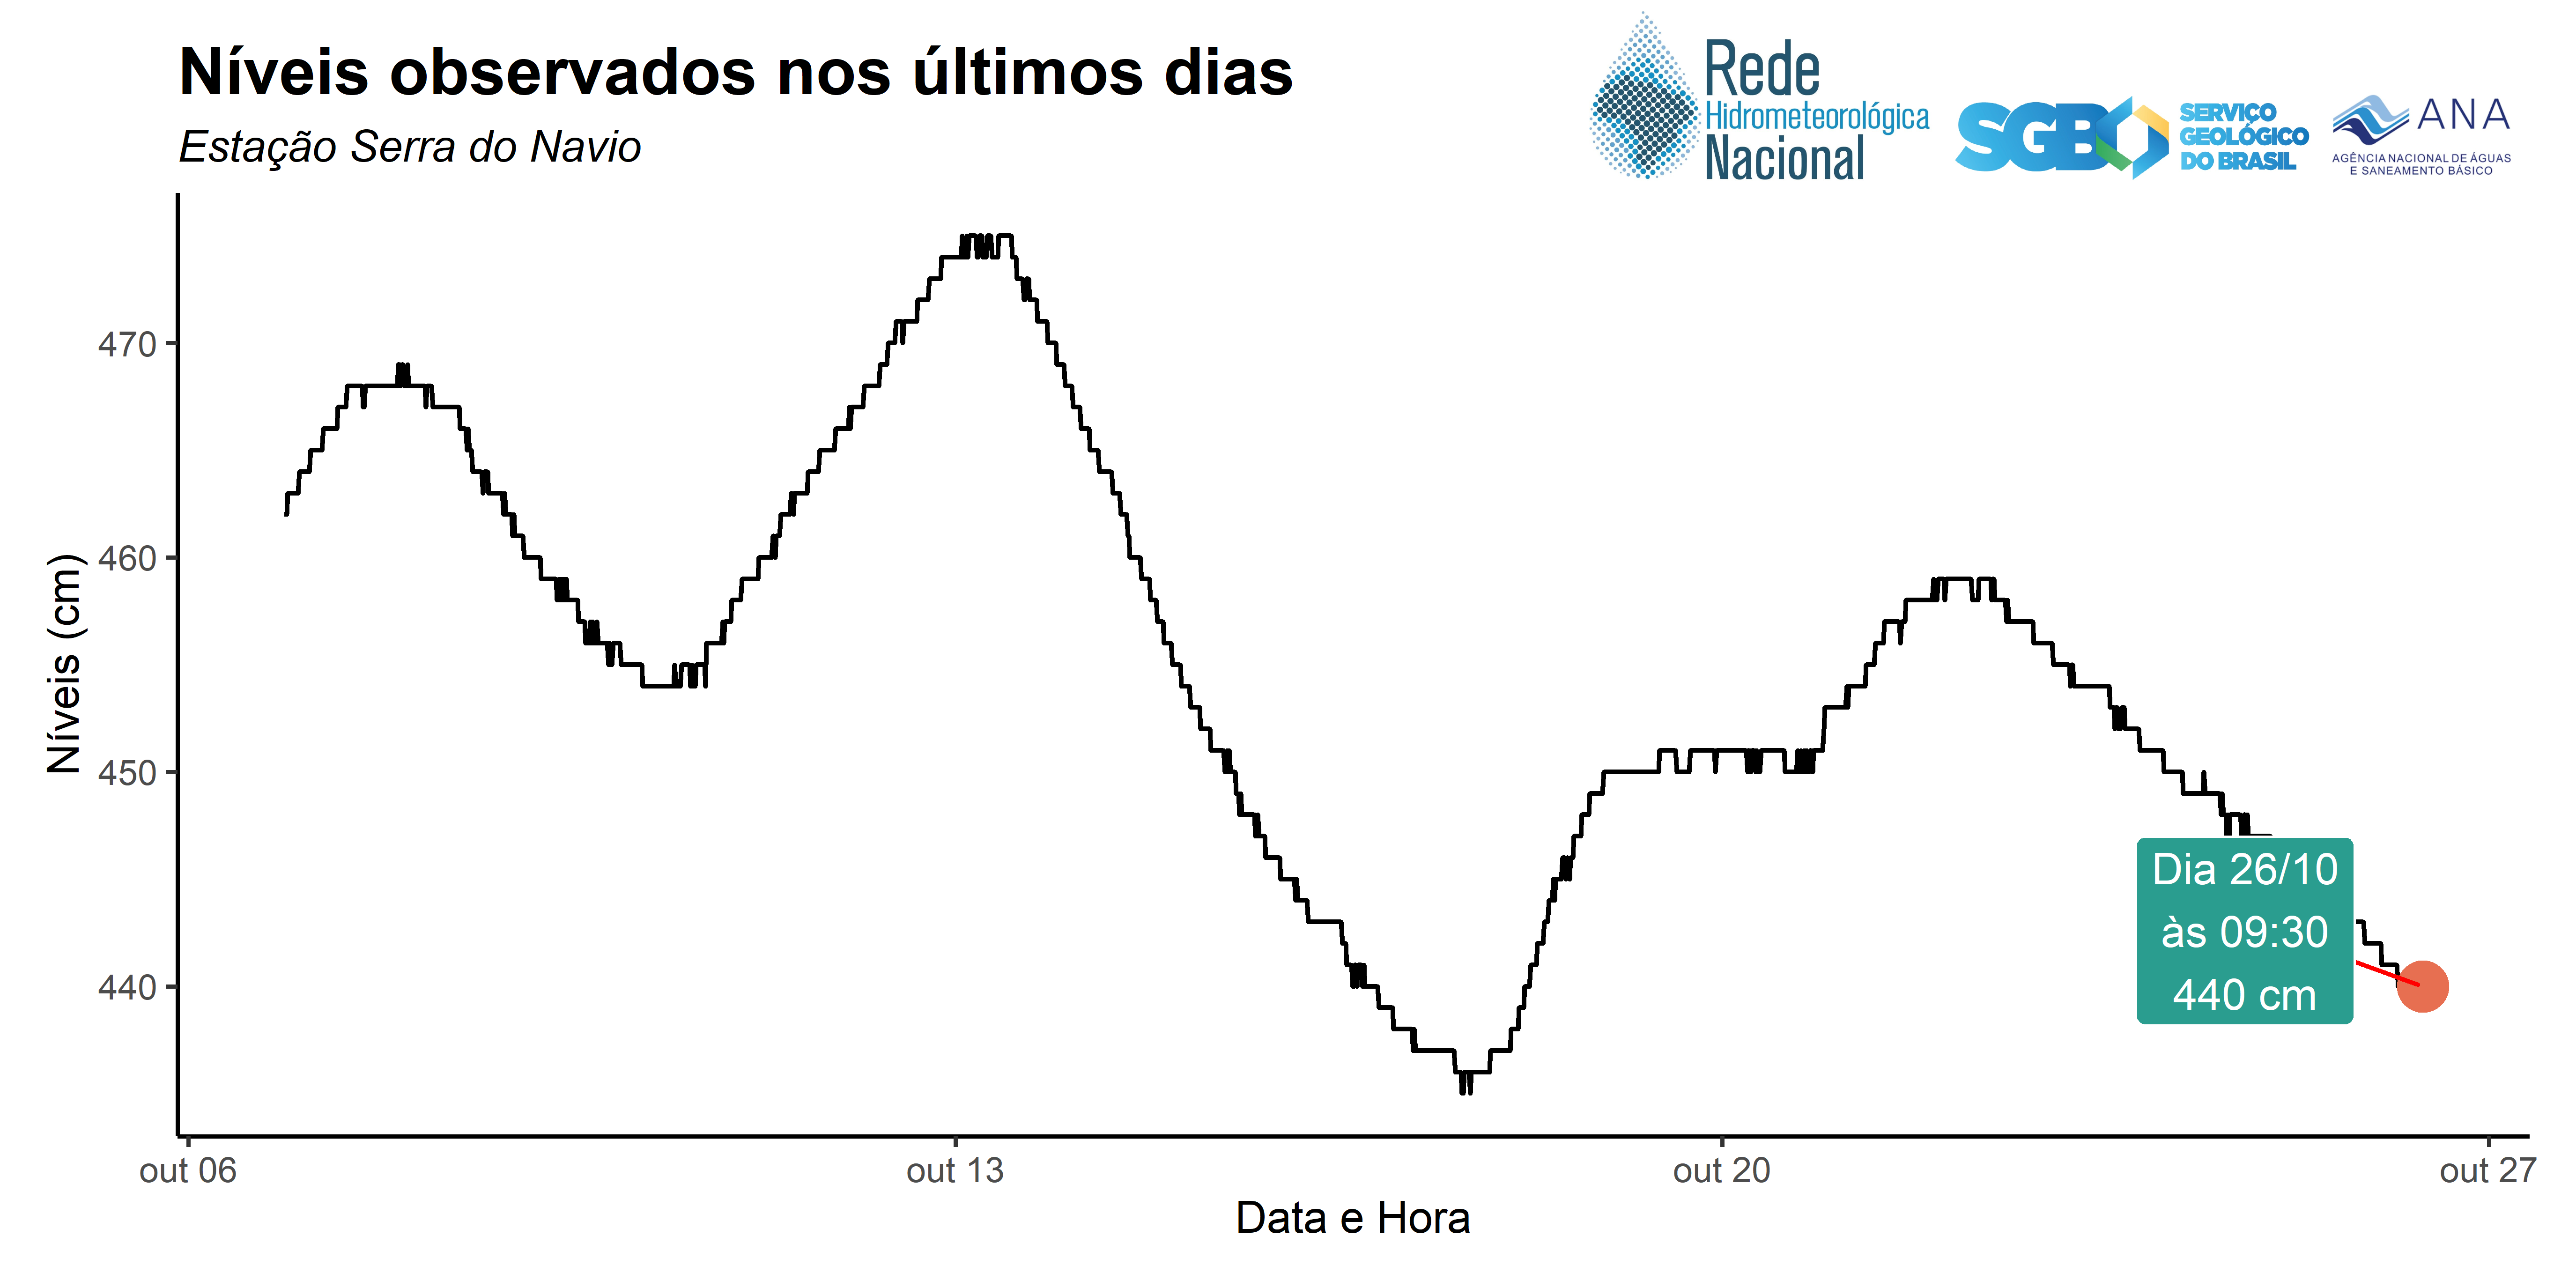 Níveis observados nos últimos dias
Estação Serra do Navio
Rede
Hidrometeorológica
Nacional
SGB
SERVIÇO
GEOLÓGICO
DO BRASIL
ANA
AGÊNCIA NACIONAL DE ÁGUAS
E SANEAMENTO BÁSICO
Níveis (cm)
470
460
450
440
Dia 26/10
às 09:30
440 cm
out 06
out 13
out 20
out 27
Data e Hora